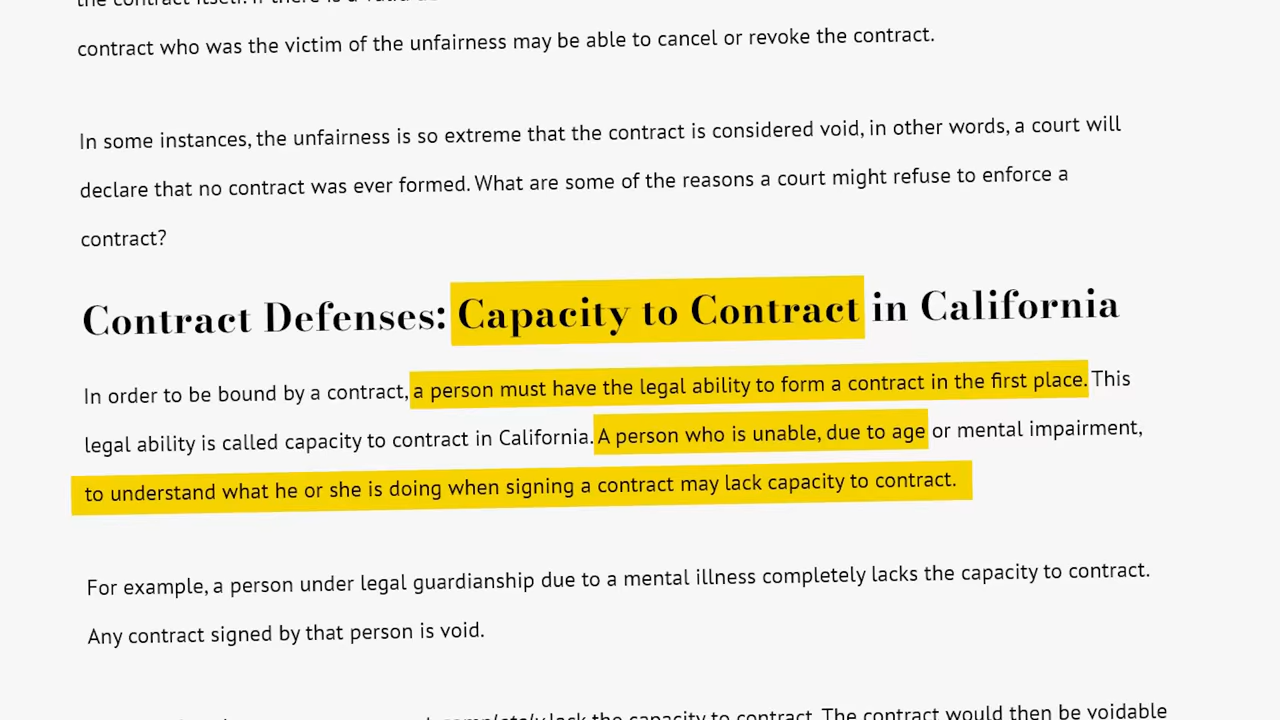 the contract itself. If there is a valid
contract who was the victim of the unfairness may be able to cancel or revoke the contract.
In some instances, the unfairness is so extreme that the contract is considered void, in other words, a court will
declare that no contract was ever formed. What are some of the reasons a court might refuse to enforce a
contract?
Contract Defenses: Capacity to Contract in California
In order to be bound by a contract, a person must have the legal ability to form a contract in the first place. This
legal ability is called capacity to contract in California. A person who is unable, due to age or mental impairment,
to understand what he or she is doing when signing a contract may lack capacity to contract.
For example, a person under legal guardianship due to a mental illness completely lacks the capacity to contract.
Any contract signed by that person is void.
completely lack the capacity to contract. The contract would then be voidable